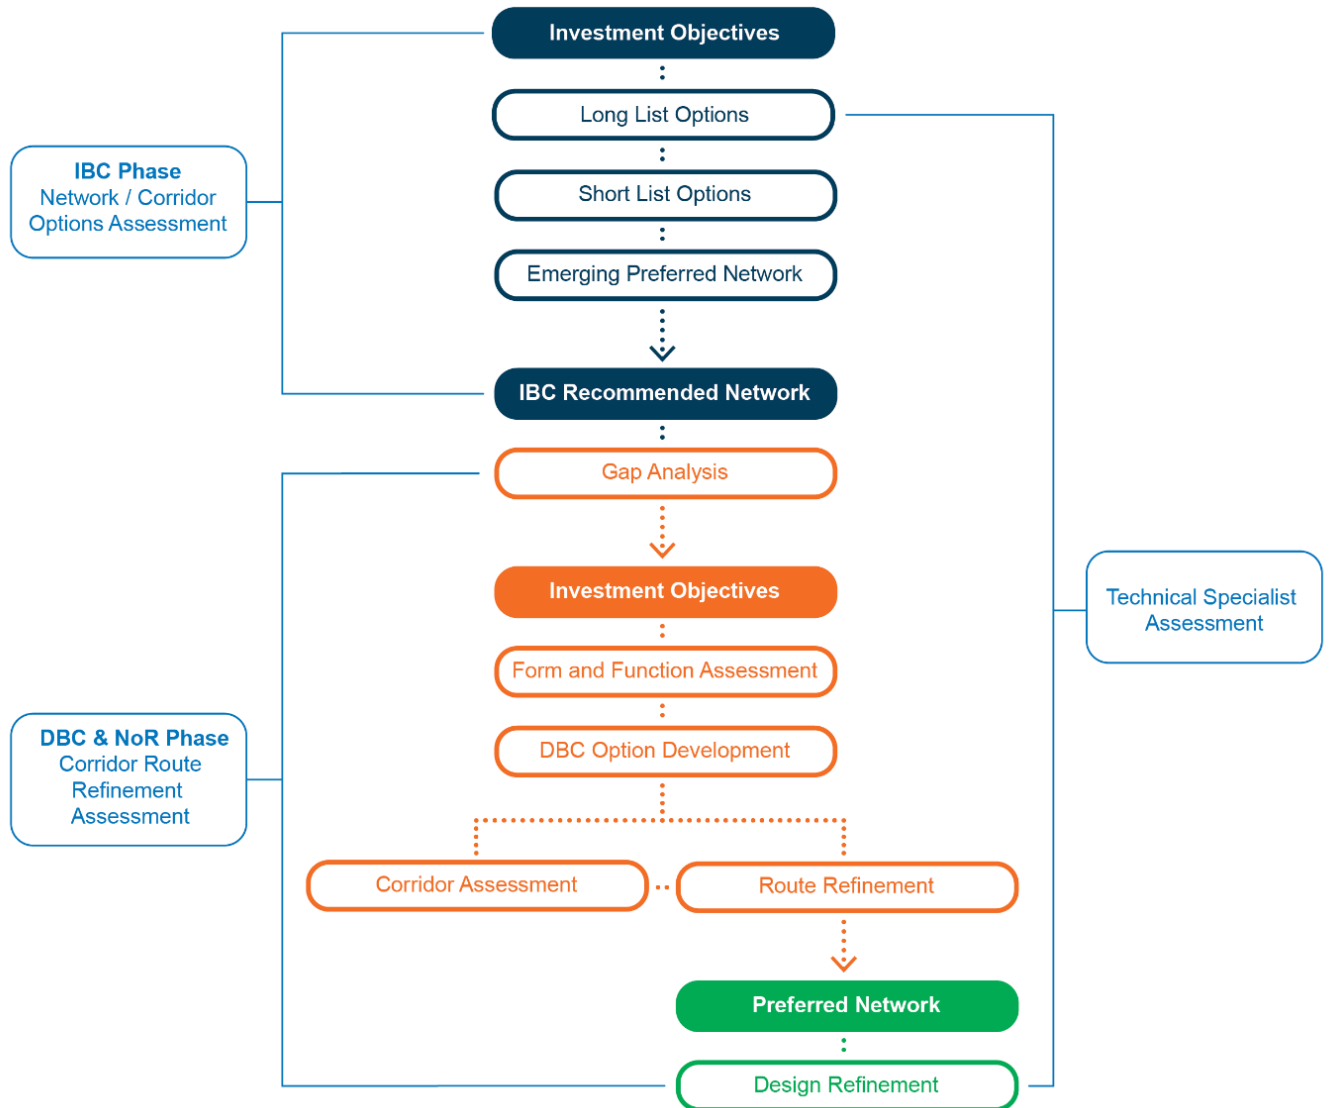 Investment Objectives
Long List Options
IBC Phase
Network / Corridor
Options Assessment
Short List Options
Emerging Preferred Network
IBC Recommended Network
Gap Analysis
Investment Objectives
Technical Specialist
Assessment
Form and Function Assessment
DBC & NoR Phase
Corridor Route
Refinement
Assessment
DBC Option Development
Corridor Assessment
Route Refinement
Preferred Network
Design Refinement